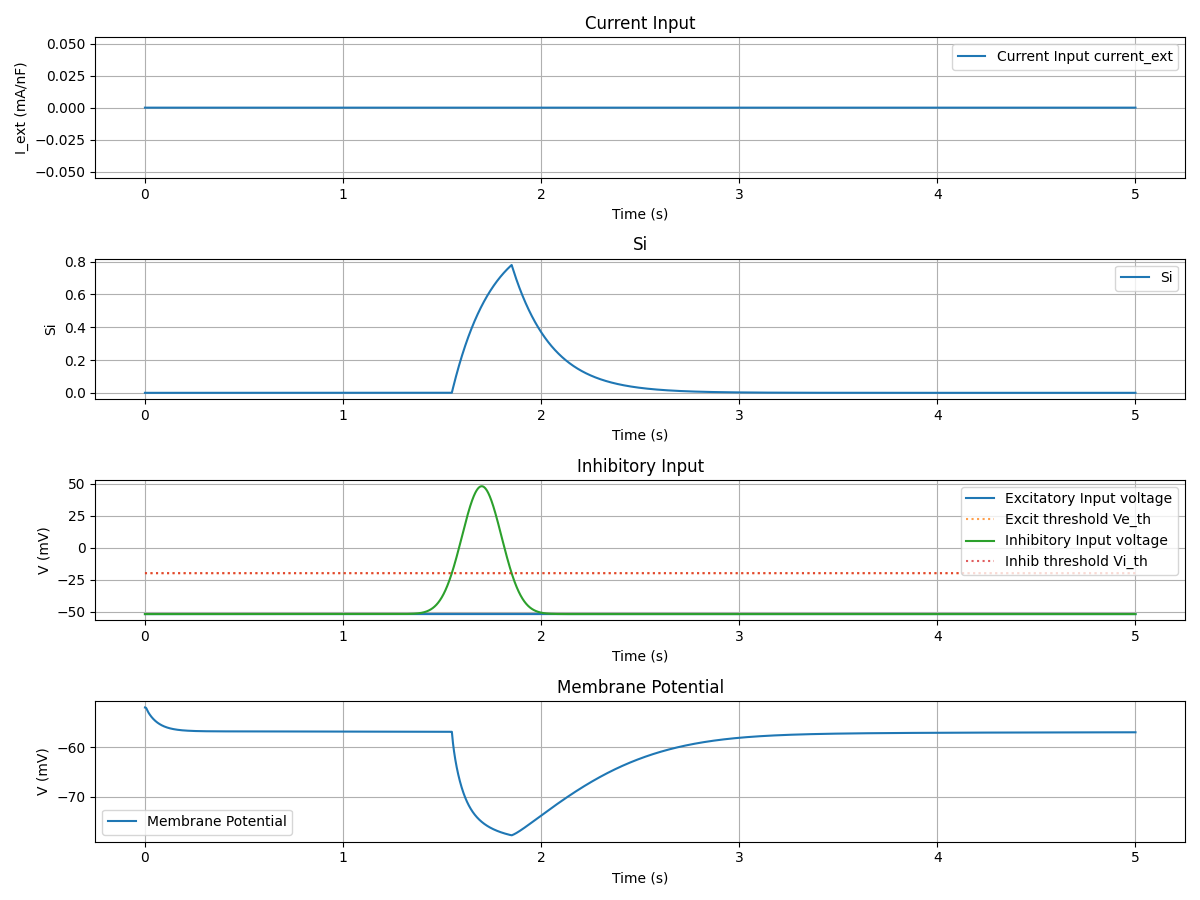 Current Input
0.050
0.025
0.000
−0.025
−0.050
I_ext (mA/nF)
Current Input current_ext
0 1 2 3 4 5
Time (s)
Si
0.8
0.6
0.4
0.2
0.0
Si
Si
0 1 2 3 4 5
Time (s)
Inhibitory Input
50
25
0
−25
−50
V (mV)
Excitatory Input voltage
Excit threshold Ve_th
Inhibitory Input voltage
Inhib threshold Vi_th
0 1 2 3 4 5
Time (s)
Membrane Potential
−60
−70
V (mV)
Membrane Potential
0 1 2 3 4 5
Time (s)